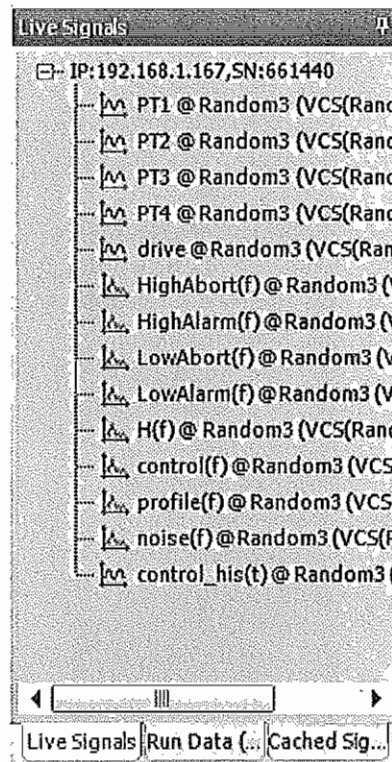 Live Signals
IP:192.168.1.167,SN:661440
PT1 @ Random3 (VCS(Rand
PT2 @ Random3 (VCS(Rand
PT3 @ Random3 (VCS(Rand
PT4 @ Random3 (VCS(Rand
drive @ Random3 (VCS(Ran
HighAbort(f) @ Random3 (V
HighAlarm(f) @ Random3 (V
LowAbort(f) @ Random3 (V
LowAlarm(f) @ Random3 (V
H(f) @ Random3 (VCS(Rand
control(f) @ Random3 (VCS
profile(f) @ Random3 (VCS
noise(f) @ Random3 (VCS(R
control_his(t) @ Random3 (
Live Signals Run Data (... Cached Sig...